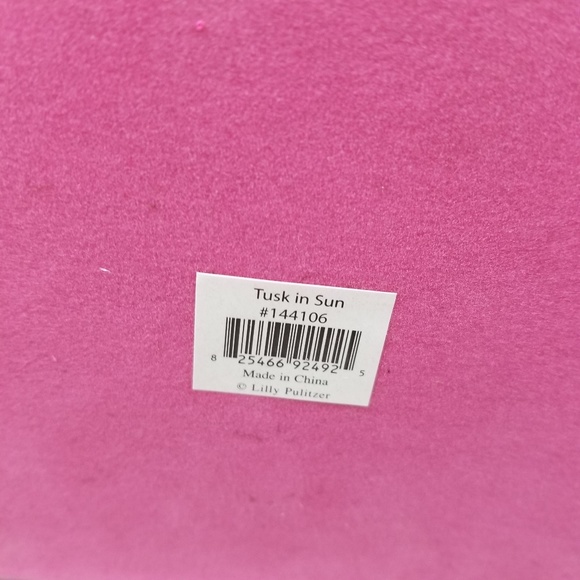 Tusk in Sun
#144106
8 25466 92492 5
Made in China
© Lilly Pulitzer